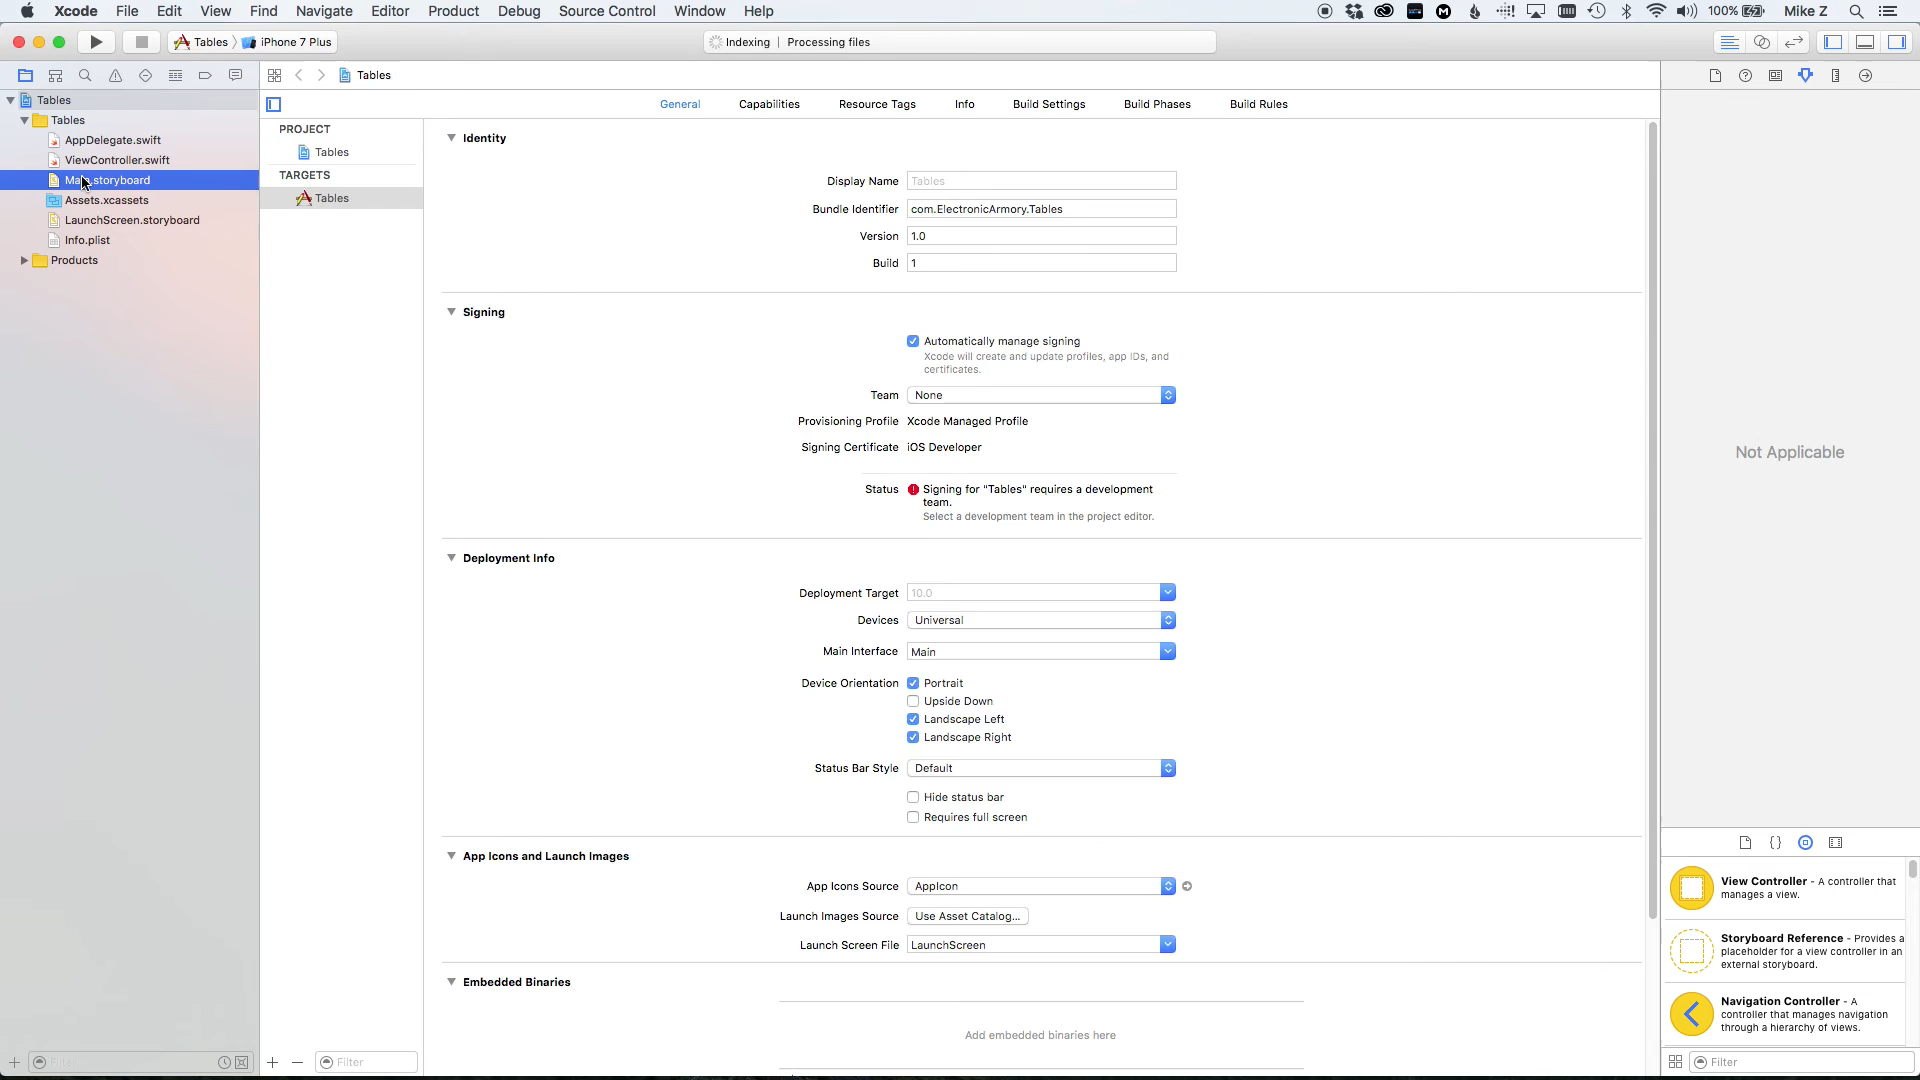 Xcode File Edit View Find Navigate Editor Product Debug Source Control Window Help 100% Mike Z
Tables iPhone 7 Plus Indexing | Processing files
Tables
General Capabilities Resource Tags Info Build Settings Build Phases Build Rules
Tables
Tables
AppDelegate.swift
ViewController.swift
Main.storyboard
Assets.xcassets
LaunchScreen.storyboard
Info.plist
Products
Filter
PROJECT
Tables
TARGETS
Tables
Filter
Identity
Display Name Tables
Bundle Identifier com.ElectronicArmory.Tables
Version 1.0
Build 1
Signing
Automatically manage signing
Xcode will create and update profiles, app IDs, and
certificates.
Team None
Provisioning Profile Xcode Managed Profile
Signing Certificate iOS Developer
Status Signing for "Tables" requires a development
team.
Select a development team in the project editor.
Deployment Info
Deployment Target 10.0
Devices Universal
Main Interface Main
Device Orientation Portrait
Upside Down
Landscape Left
Landscape Right
Status Bar Style Default
Hide status bar
Requires full screen
App Icons and Launch Images
App Icons Source AppIcon
Launch Images Source Use Asset Catalog...
Launch Screen File LaunchScreen
Embedded Binaries
Add embedded binaries here
Not Applicable
View Controller - A controller that
manages a view.
Storyboard Reference - Provides a
placeholder for a view controller in an
external storyboard.
Navigation Controller - A
controller that manages navigation
through a hierarchy of views.
Filter